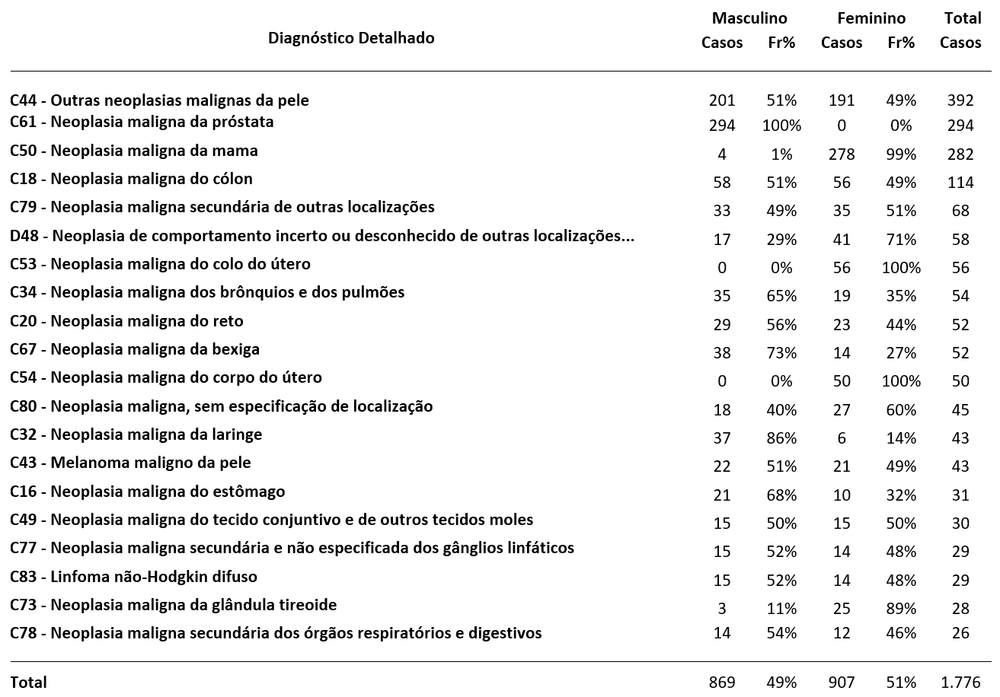 Masculino Feminino Total
Diagnóstico Detalhado
Casos Fr% Casos Fr% Casos
C44 - Outras neoplasias malignas da pele 201 51% 191 49% 392
C61 - Neoplasia maligna da próstata 294 100% 0 0% 294
C50 - Neoplasia maligna da mama 4 1% 278 99% 282
C18 - Neoplasia maligna do cólon 58 51% 56 49% 114
C79 - Neoplasia maligna secundária de outras localizações 33 49% 35 51% 68
D48 - Neoplasia de comportamento incerto ou desconhecido de outras localizações... 17 29% 41 71% 58
C53 - Neoplasia maligna do colo do útero 0 0% 56 100% 56
C34 - Neoplasia maligna dos brônquios e dos pulmões 35 65% 19 35% 54
C20 - Neoplasia maligna do reto 29 56% 23 44% 52
C67 - Neoplasia maligna da bexiga 38 73% 14 27% 52
C54 - Neoplasia maligna do corpo do útero 0 0% 50 100% 50
C80 - Neoplasia maligna, sem especificação de localização 18 40% 27 60% 45
C32 - Neoplasia maligna da laringe 37 86% 6 14% 43
C43 - Melanoma maligno da pele 22 51% 21 49% 43
C16 - Neoplasia maligna do estômago 21 68% 10 32% 31
C49 - Neoplasia maligna do tecido conjuntivo e de outros tecidos moles 15 50% 15 50% 30
C77 - Neoplasia maligna secundária e não especificada dos gânglios linfáticos 15 52% 14 48% 29
C83 - Linfoma não-Hodgkin difuso 15 52% 14 48% 29
C73 - Neoplasia maligna da glândula tireoide 3 11% 25 89% 28
C78 - Neoplasia maligna secundária dos órgãos respiratórios e digestivos 14 54% 12 46% 26
Total 869 49% 907 51% 1.776